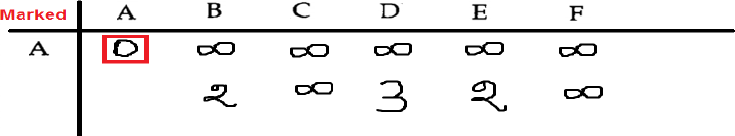 Marked A B C D E F
A 0 ∞ ∞ ∞ ∞ ∞
2 ∞ 3 2 ∞